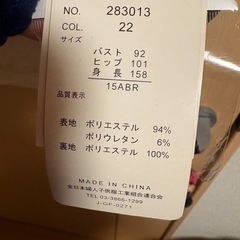 NO. 283013
COL. 22
サイズ
バスト 92
ヒップ 101
身長 158
15ABR
品質表示
表地 ポリエステル 94%
ポリウレタン 6%
裏地 ポリエステル 100%
MADE IN CHINA
全日本婦人子供服工業組合連合会
TEL 03-3866-1299
J-GF-0271